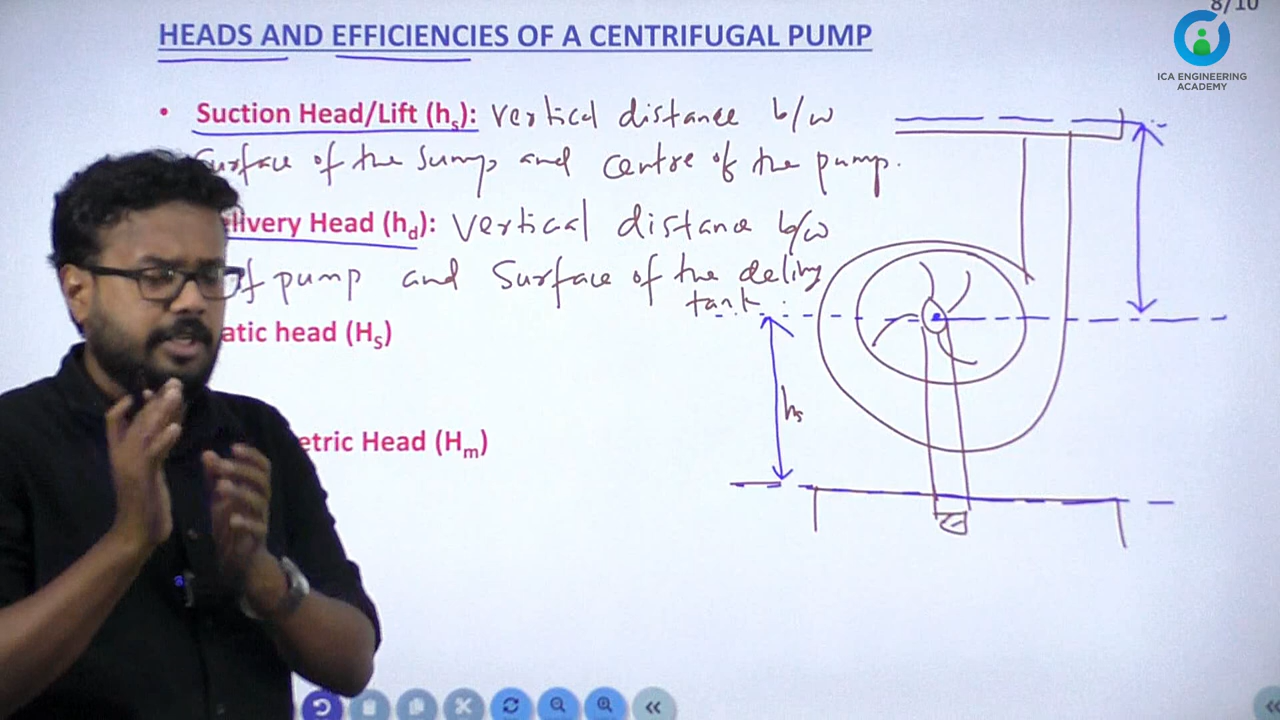 8/10
ICA ENGINEERING
ACADEMY
HEADS AND EFFICIENCIES OF A CENTRIFUGAL PUMP
• Suction Head/Lift (hs): Vertical distance b/w
Surface of the Sump and centre of the pump.
elivery Head (hd): Vertical distance b/w
of pump and Surface of the
tank.
atic head (Hs)
hs
etric Head (Hm)